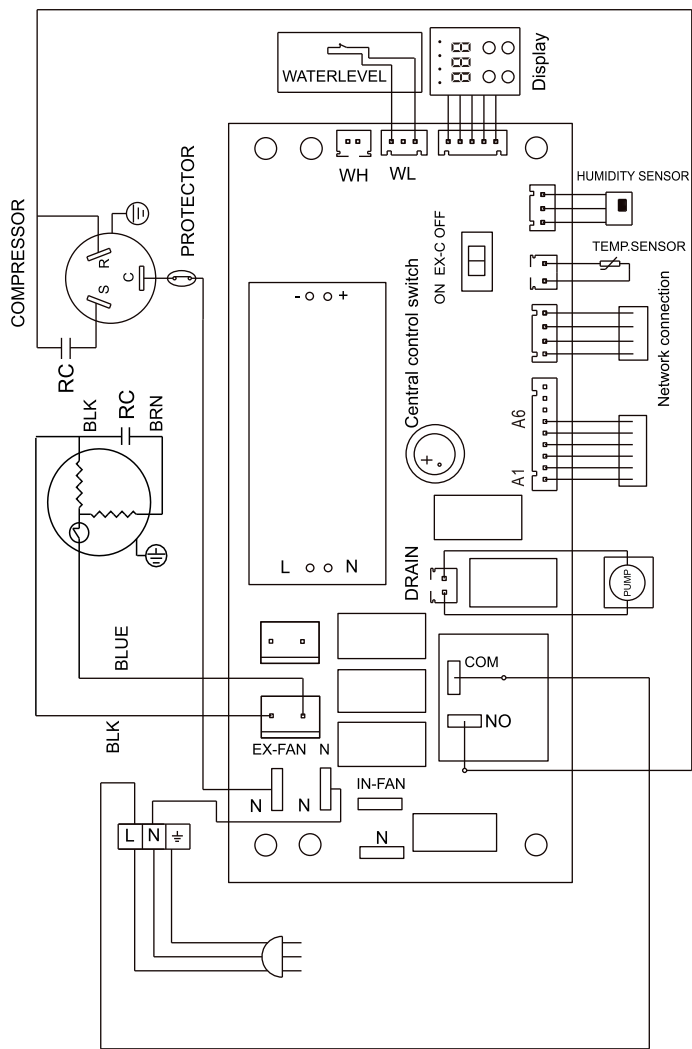 WATERLEVEL
Display
WH
WL
HUMIDITY SENSOR
COMPRESSOR
R
S
C
PROTECTOR
ON EX-C OFF
TEMP.SENSOR
- +
RC
Central control switch
Network connection
BLK
RC
BRN
A6
A1
+
L N
DRAIN
PUMP
BLUE
COM
NO
BLK
EX-FAN N
N
N
IN-FAN
N
L N